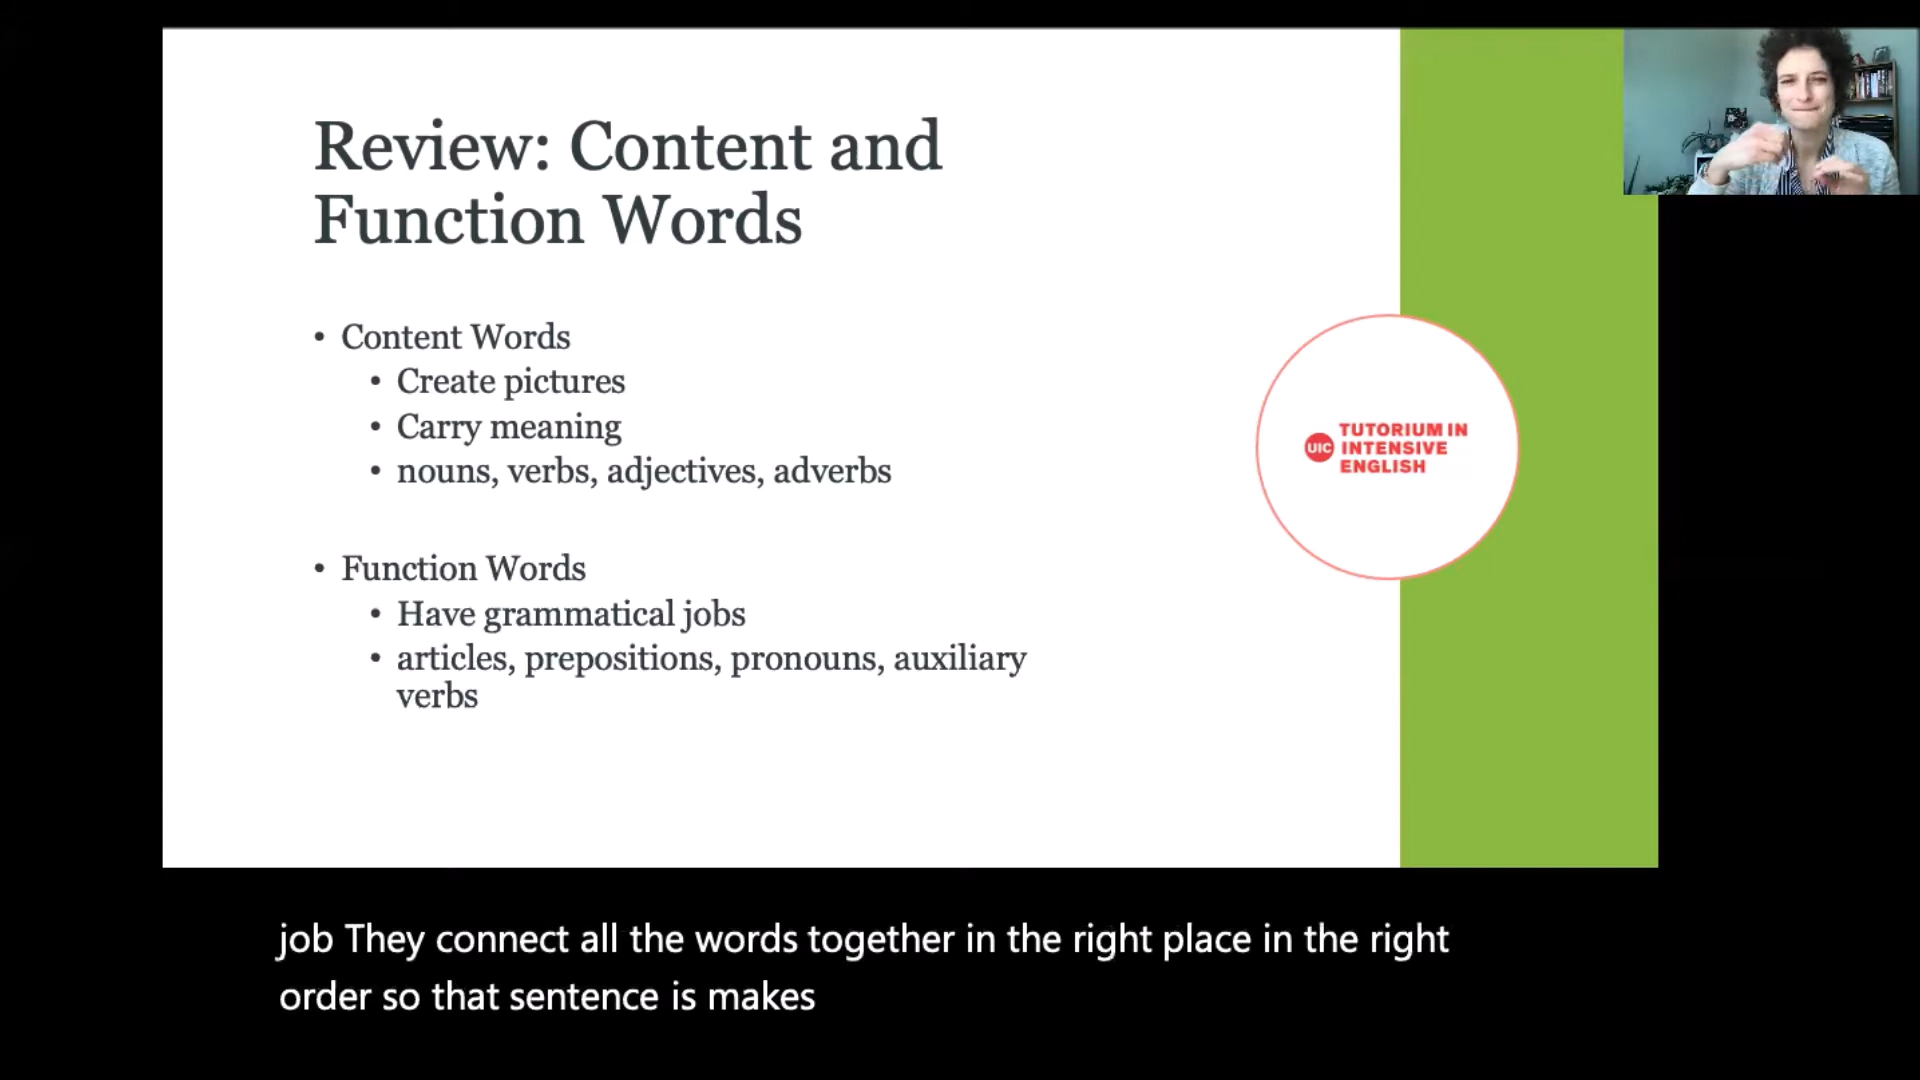 Review: Content and
Function Words
• Content Words
• Create pictures
• Carry meaning
• nouns, verbs, adjectives, adverbs
• Function Words
• Have grammatical jobs
• articles, prepositions, pronouns, auxiliary
verbs
UIC
TUTORIUM IN
INTENSIVE
ENGLISH
job They connect all the words together in the right place in the right
order so that sentence is makes